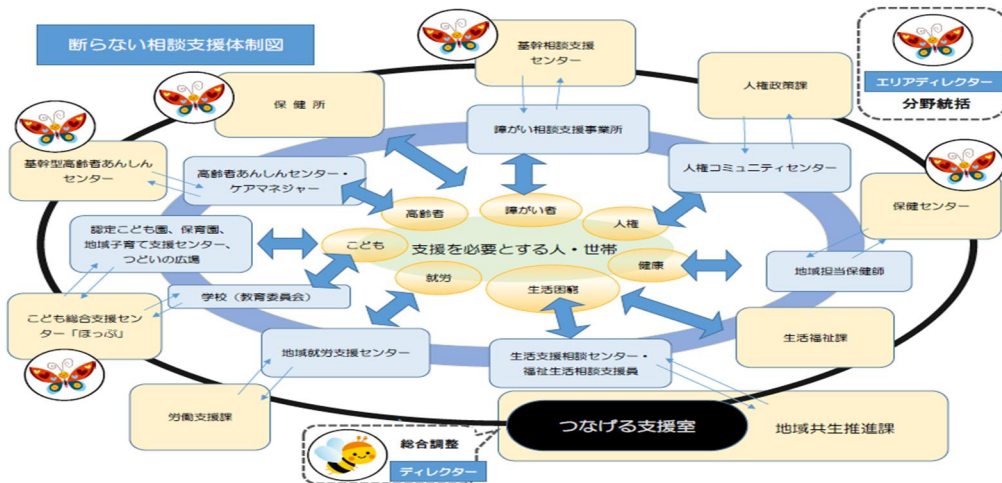 断らない相談支援体制図
基幹相談支援
センター
エリアディレクター
分野統括
人権政策課
保健所
障がい相談支援事業所
基幹型高齢者あんしん
センター
高齢者あんしんセンター・
ケアマネジャー
人権コミュニティセンター
保健センター
高齢者
障がい者
人権
認定こども園、保育園、
地域子育て支援センター、
つどいの広場
こども
支援を必要とする人・世帯
健康
地域担当保健師
就労
生活困窮
学校（教育委員会）
こども総合支援セン
ター「ほっぷ」
生活福祉課
地域就労支援センター
生活支援相談センター・
福祉生活相談支援員
労働支援課
つなげる支援室
地域共生推進課
総合調整
ディレクター